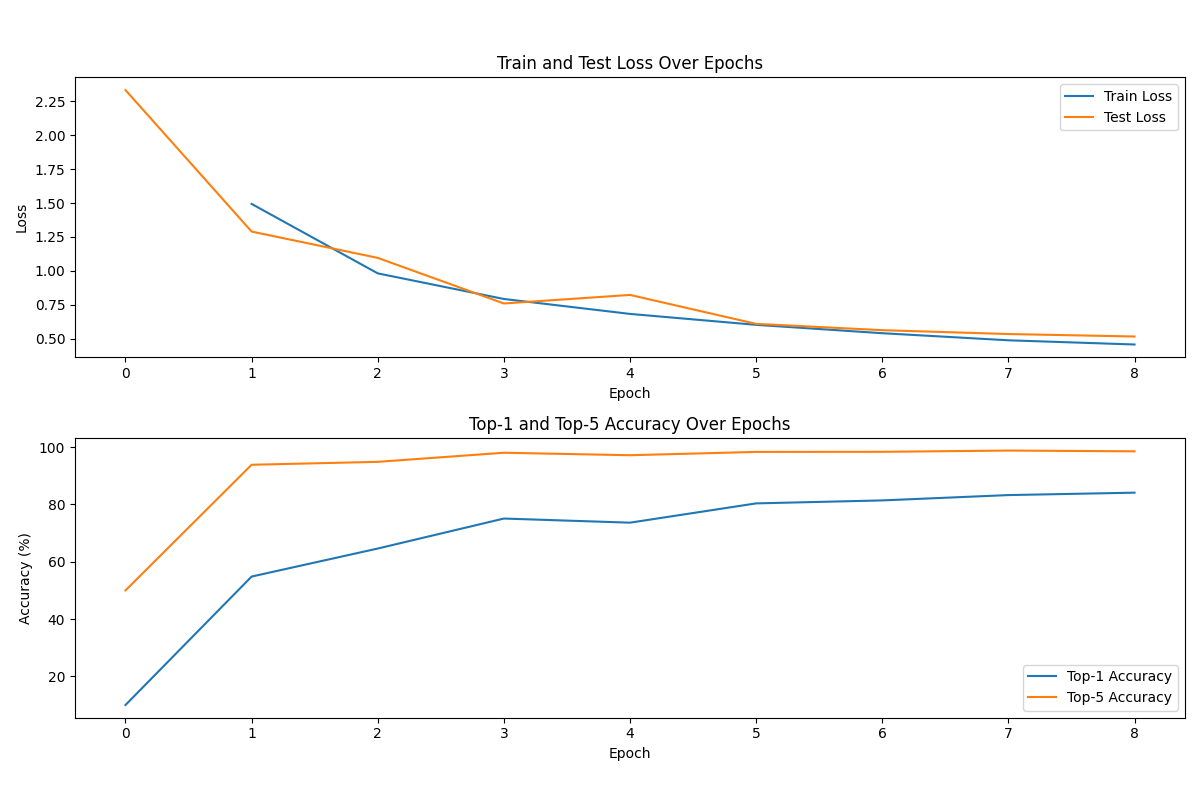 Train and Test Loss Over Epochs
Loss
2.25
2.00
1.75
1.50
1.25
1.00
0.75
0.50
Train Loss
Test Loss
0 1 2 3 4 5 6 7 8
Epoch
Top-1 and Top-5 Accuracy Over Epochs
Accuracy (%)
100
80
60
40
20
Top-1 Accuracy
Top-5 Accuracy
0 1 2 3 4 5 6 7 8
Epoch